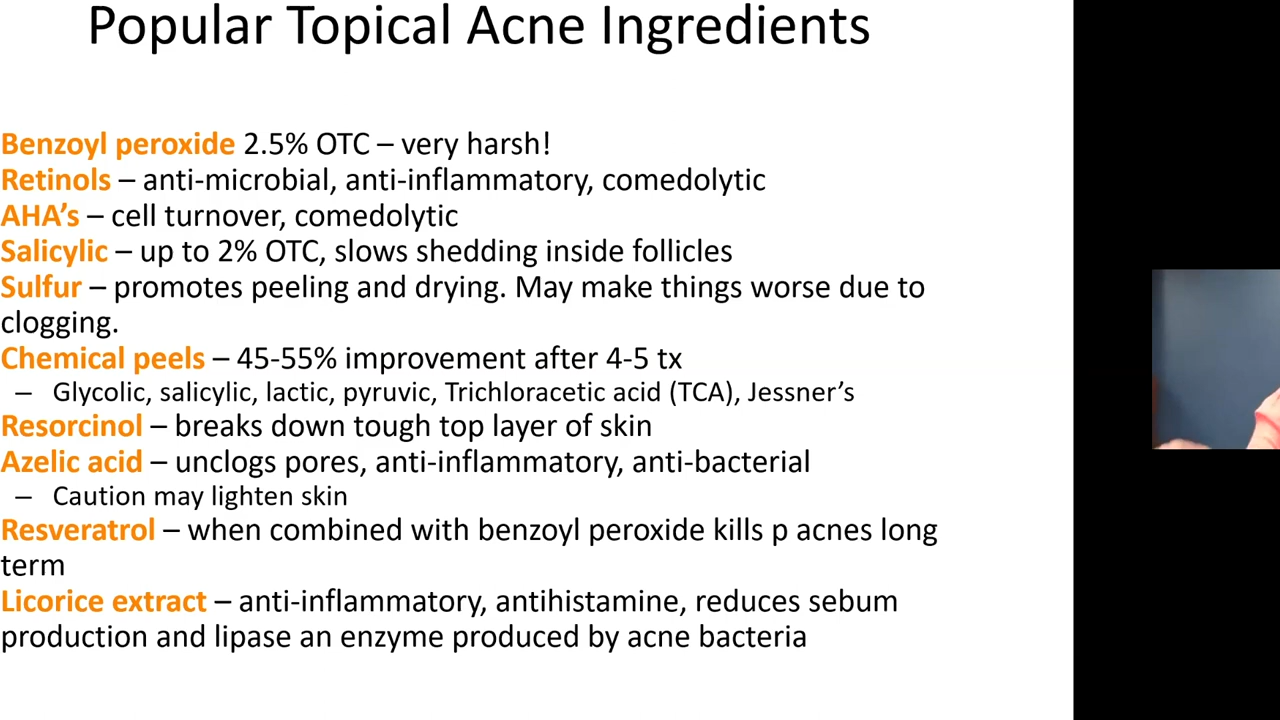 Popular Topical Acne Ingredients
Benzoyl peroxide 2.5% OTC – very harsh!
Retinols – anti-microbial, anti-inflammatory, comedolytic
AHA’s – cell turnover, comedolytic
Salicylic – up to 2% OTC, slows shedding inside follicles
Sulfur – promotes peeling and drying. May make things worse due to
clogging.
Chemical peels – 45-55% improvement after 4-5 tx
– Glycolic, salicylic, lactic, pyruvic, Trichloracetic acid (TCA), Jessner’s
Resorcinol – breaks down tough top layer of skin
Azelic acid – unclogs pores, anti-inflammatory, anti-bacterial
– Caution may lighten skin
Resveratrol – when combined with benzoyl peroxide kills p acnes long
term
Licorice extract – anti-inflammatory, antihistamine, reduces sebum
production and lipase an enzyme produced by acne bacteria